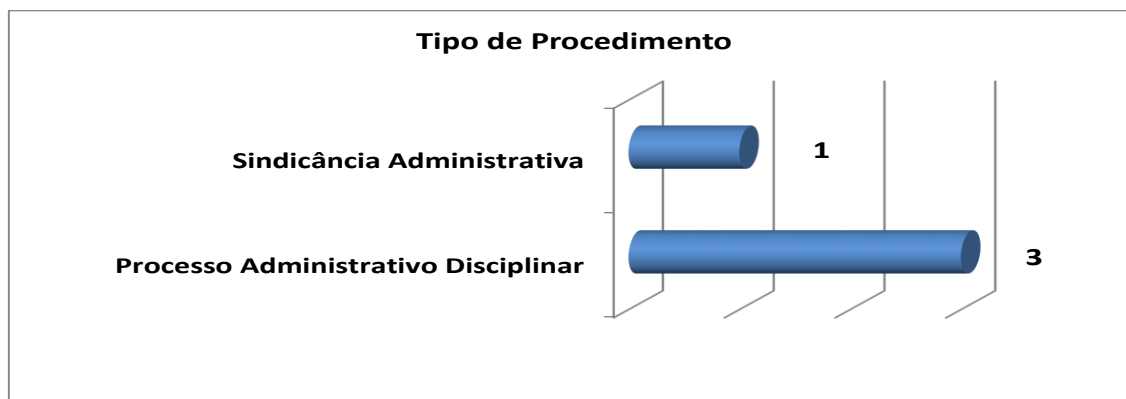 Tipo de Procedimento
Sindicância Administrativa
1
Processo Administrativo Disciplinar
3